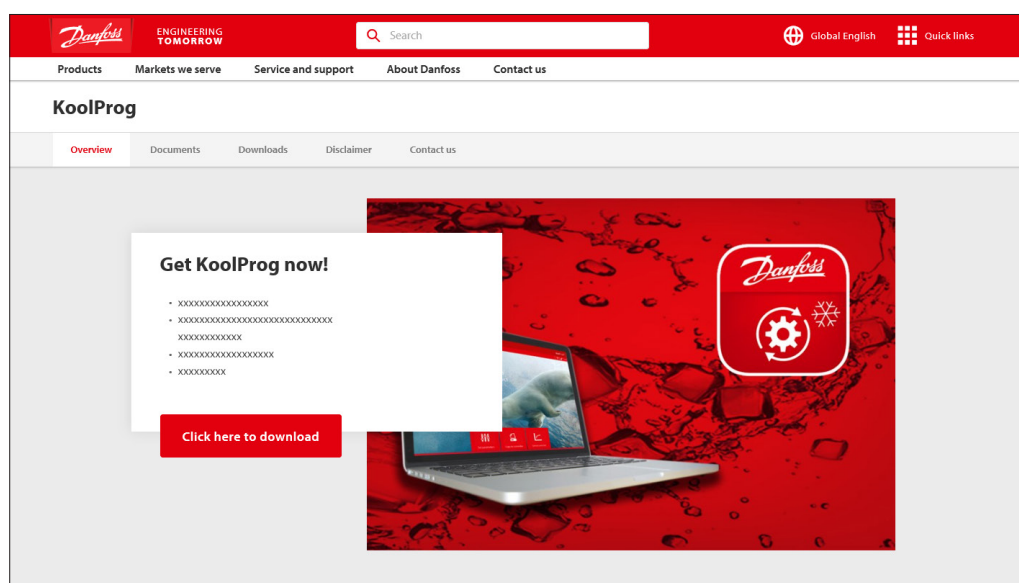 Danfoss
ENGINEERING
TOMORROW
Search
Global English
Quick links
Products
Markets we serve
Service and support
About Danfoss
Contact us
KoolProg
Overview
Documents
Downloads
Disclaimer
Contact us
Get KoolProg now!
• xxxxxxxxxxxxxxxxx
• xxxxxxxxxxxxxxxxxxxxxxxxxxxxx
xxxxxxxxxxxx
• xxxxxxxxxxxxxxxxxx
• xxxxxxxxx
Click here to download
Danfoss